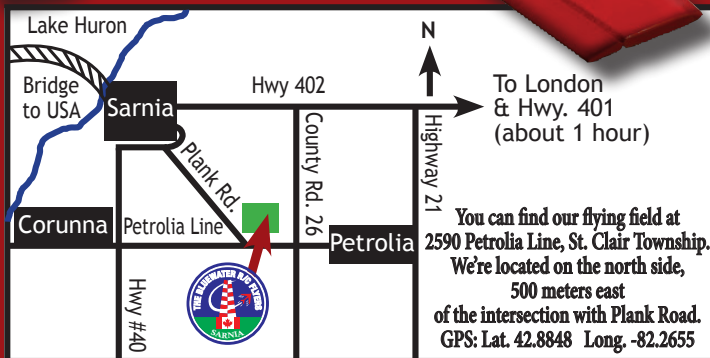 Lake Huron
N
Bridge
to USA
Hwy 402
Sarnia
To London
& Hwy. 401
(about 1 hour)
Plank Rd.
County Rd. 26
Highway 21
Corunna
Petrolia Line
Petrolia
Hwy #40
THE BLUEWATER R/C FLYERS
SARNIA
You can find our flying field at
2590 Petrolia Line, St. Clair Township.
We're located on the north side,
500 meters east
of the intersection with Plank Road.
GPS: Lat. 42.8848 Long. -82.2655